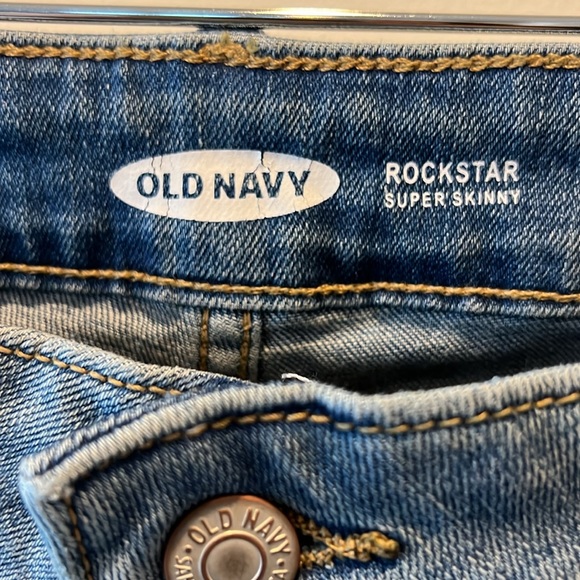 OLD NAVY
ROCKSTAR
SUPER SKINNY
OLD NAVY